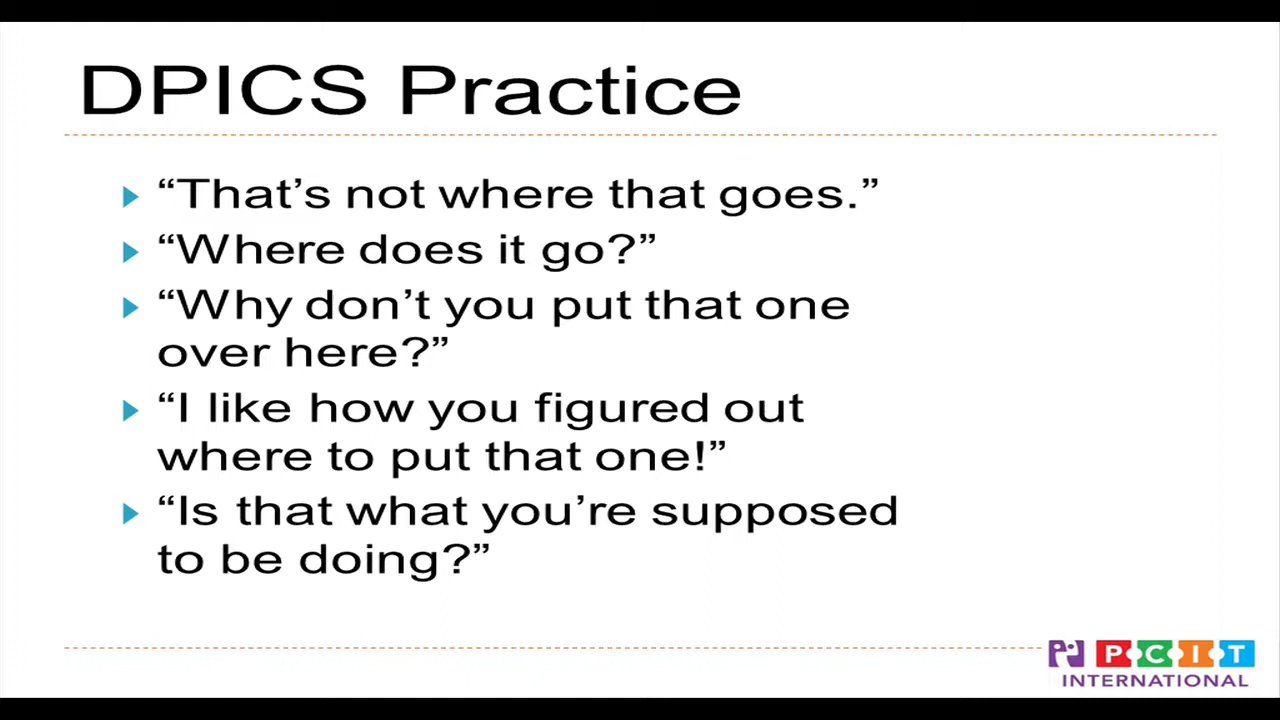 DPICS Practice
“That’s not where that goes.”
“Where does it go?”
“Why don’t you put that one
over here?”
“I like how you figured out
where to put that one!”
“Is that what you’re supposed
to be doing?”
PCIT
INTERNATIONAL